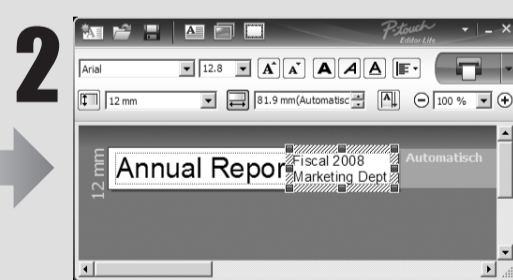 2
P-touch
Editor Lite
Arial
12.8
A A A A A
12 mm
81.9 mm(Automatisc
A
100 %
12 mm
Annual Repor
Fiscal 2008
Marketing Dept
Automatisch